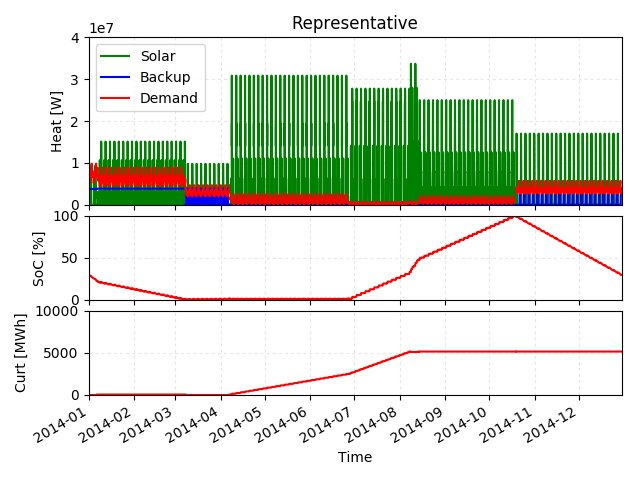 Representative
1e7
Heat [W]
4
3
2
1
0
Solar
Backup
Demand
SoC [%]
100
50
0
Curt [MWh]
10000
5000
0
2014-01
2014-02
2014-03
2014-04
2014-05
2014-06
2014-07
2014-08
2014-09
2014-10
2014-11
2014-12
Time